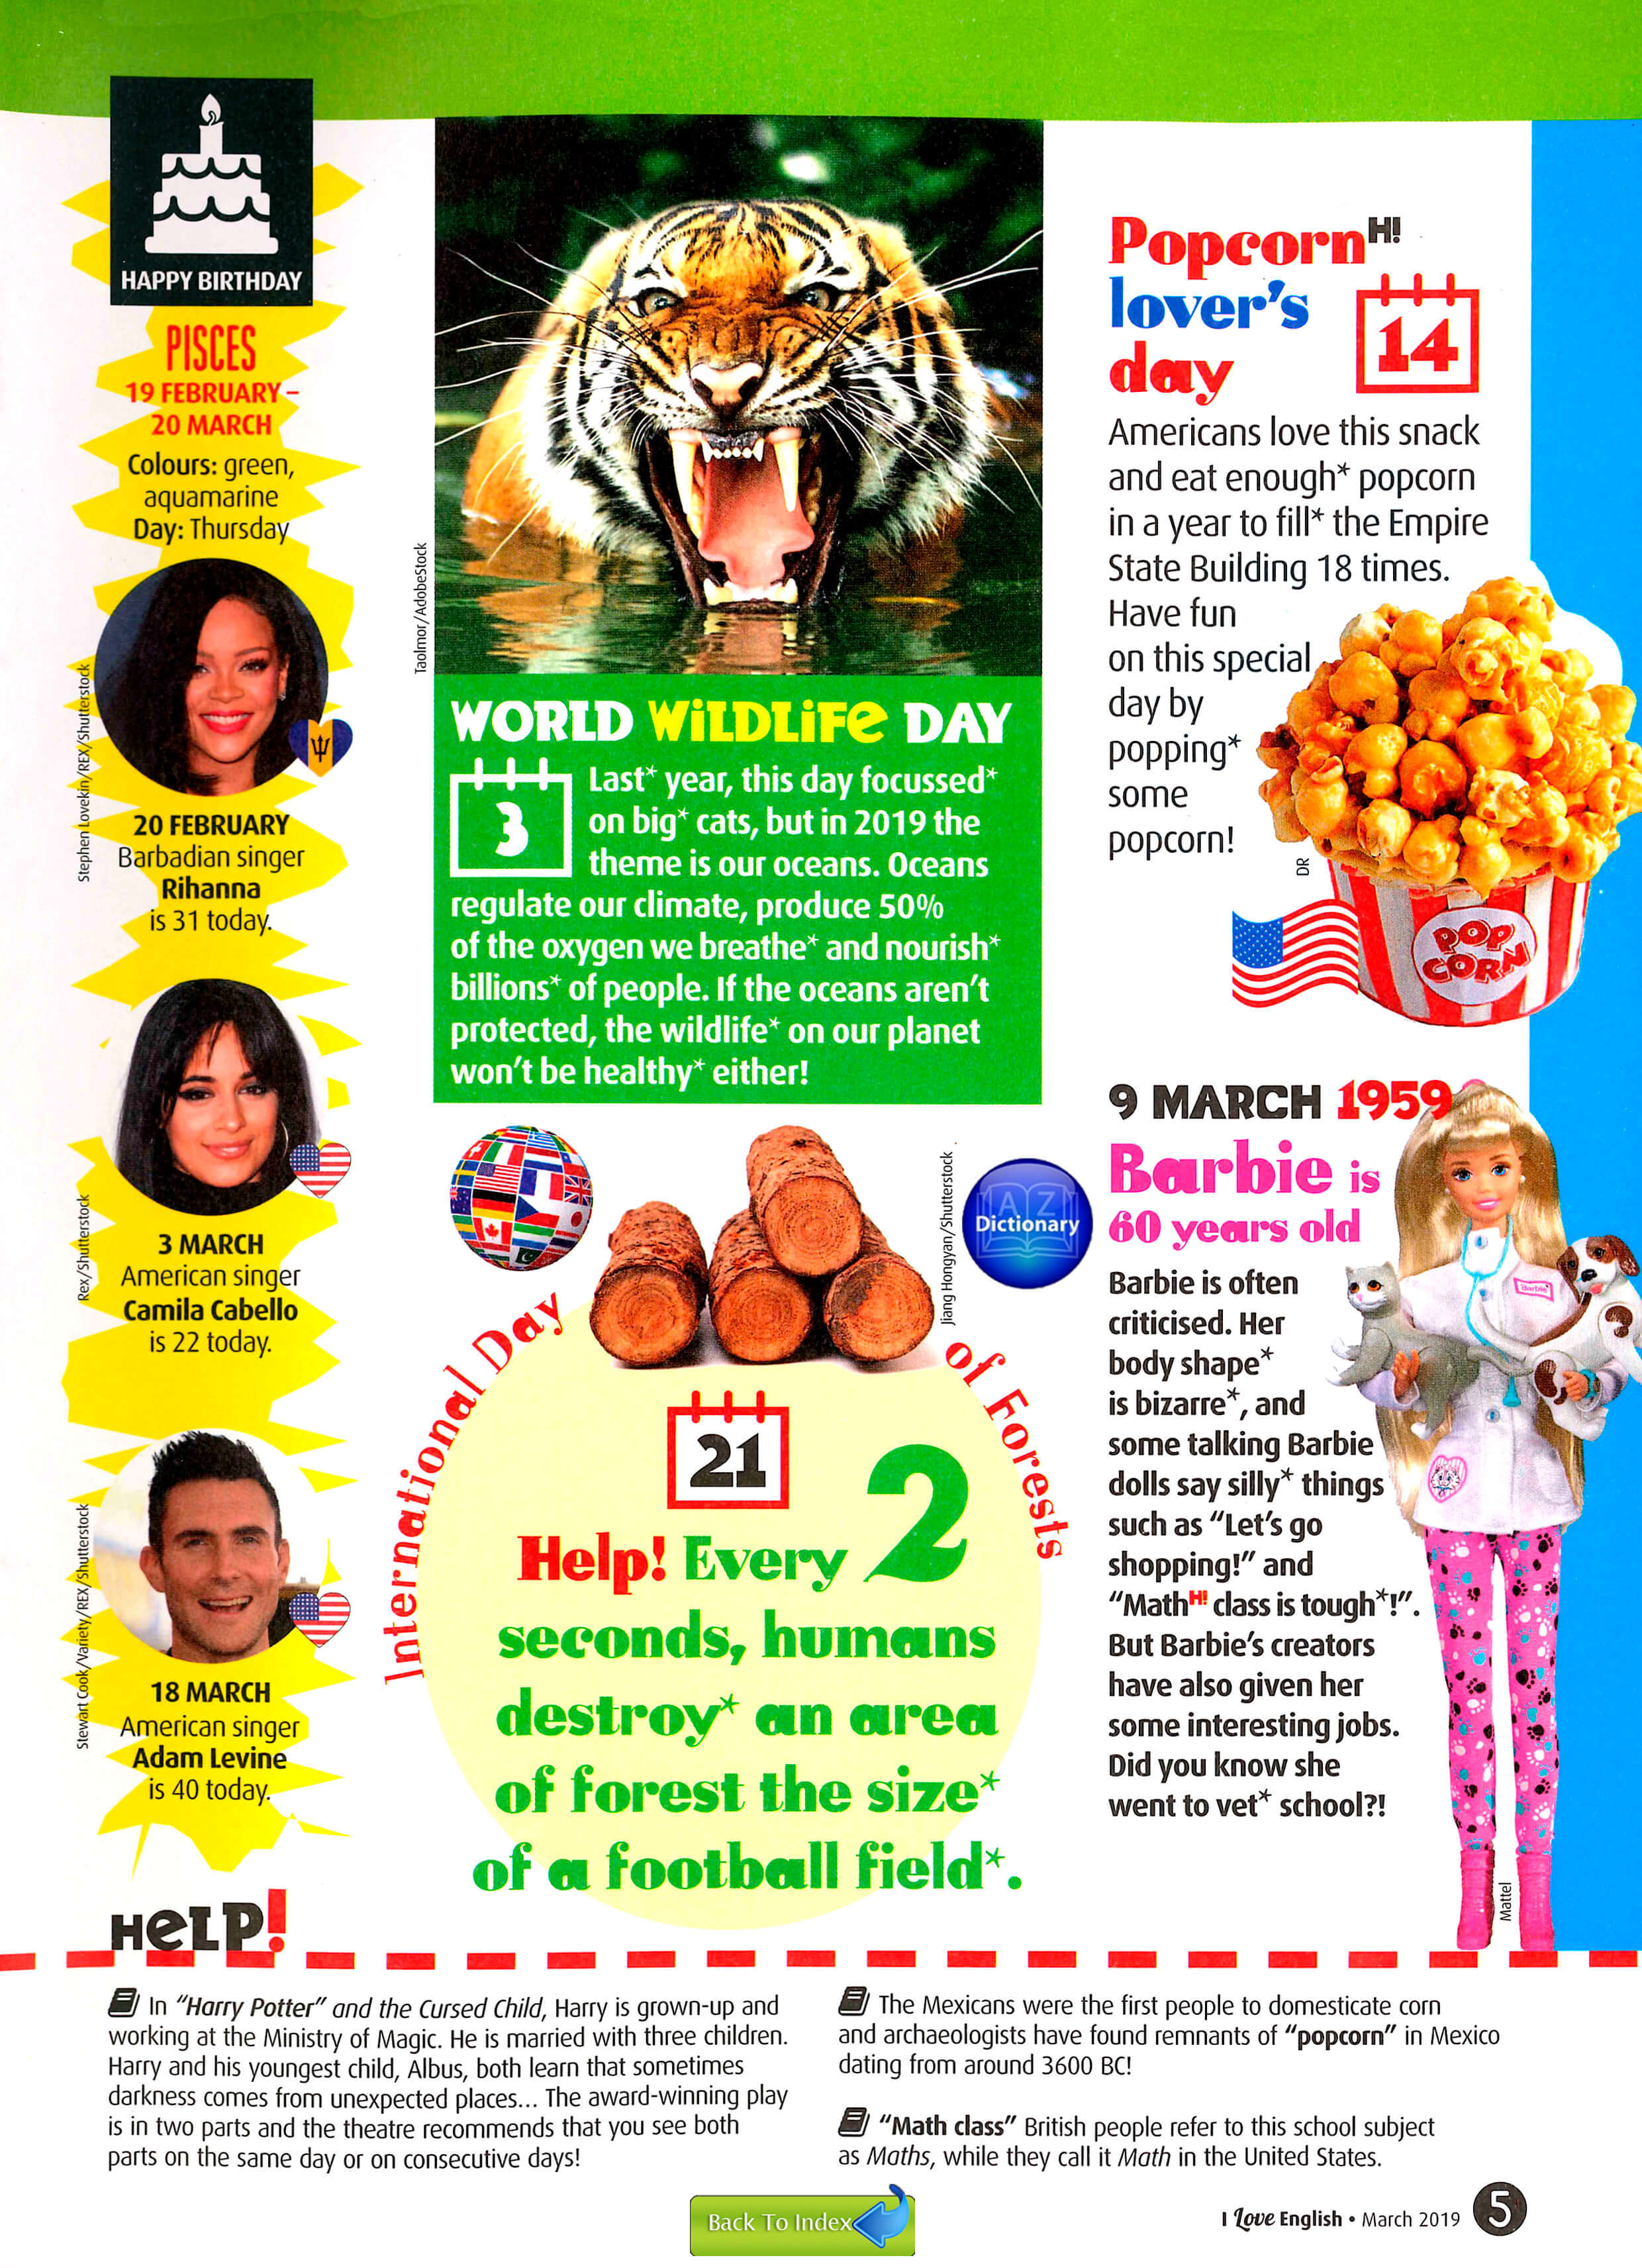 HAPPY BIRTHDAY
PISCES
19 FEBRUARY –
20 MARCH
Colours: green,
aquamarine
Day: Thursday
Stephen Lovekin/REX/Shutterstock
20 FEBRUARY
Barbadian singer
Rihanna
is 31 today.
Rex/Shutterstock
3 MARCH
American singer
Camila Cabello
is 22 today.
Stewart Cook/Variety/REX/Shutterstock
18 MARCH
American singer
Adam Levine
is 40 today.
Taolmor/AdobeStock
WORLD WiLDLiFe DAY
3
Last* year, this day focussed*
on big* cats, but in 2019 the
theme is our oceans. Oceans
regulate our climate, produce 50%
of the oxygen we breathe* and nourish*
billions* of people. If the oceans aren't
protected, the wildlife* on our planet
won't be healthy* either!
Jiang Hongyan/Shutterstock
A Z
Dictionary
International Day of Forests
21
Help! Every 2
seconds, humans
destroy* an area
of forest the size*
of a football field*.
Popcorn H!
lover's
day
14
Americans love this snack
and eat enough* popcorn
in a year to fill* the Empire
State Building 18 times.
Have fun
on this special
day by
popping*
some
popcorn!
DR
POP
CORN
9 MARCH 1959
Barbie is
60 years old
Barbie is often
criticised. Her
body shape*
is bizarre*, and
some talking Barbie
dolls say silly* things
such as "Let's go
shopping!" and
"Math H! class is tough*!".
But Barbie's creators
have also given her
some interesting jobs.
Did you know she
went to vet* school?!
Barbie
Mattel
HeLP!
In "Harry Potter" and the Cursed Child, Harry is grown-up and
working at the Ministry of Magic. He is married with three children.
Harry and his youngest child, Albus, both learn that sometimes
darkness comes from unexpected places... The award-winning play
is in two parts and the theatre recommends that you see both
parts on the same day or on consecutive days!
The Mexicans were the first people to domesticate corn
and archaeologists have found remnants of "popcorn" in Mexico
dating from around 3600 BC!
"Math class" British people refer to this school subject
as Maths, while they call it Math in the United States.
Back To Index
I Love English • March 2019 5